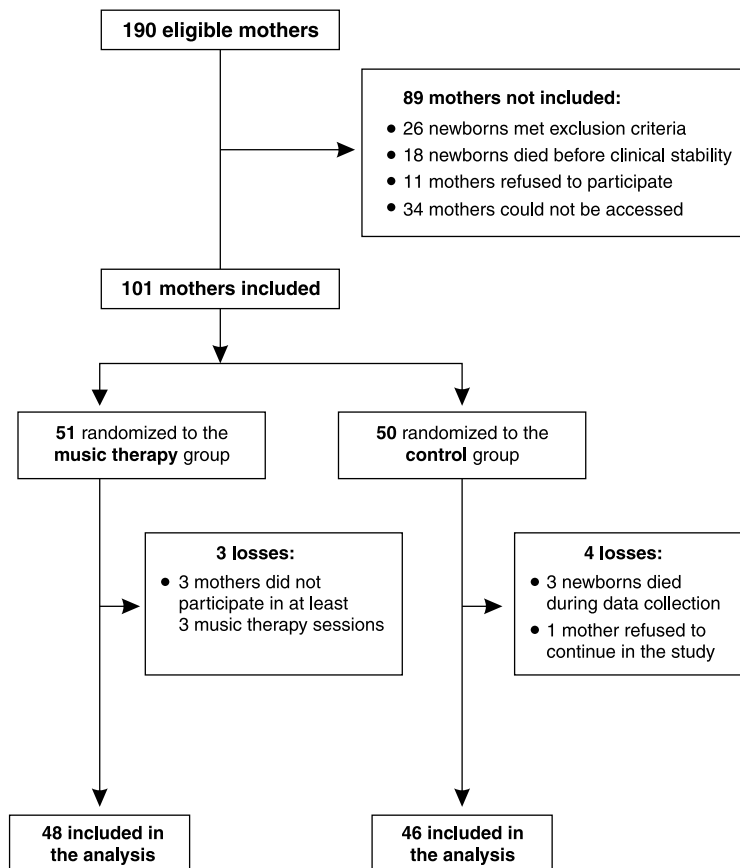 190 eligible mothers
89 mothers not included:
● 26 newborns met exclusion criteria
● 18 newborns died before clinical stability
● 11 mothers refused to participate
● 34 mothers could not be accessed
101 mothers included
51 randomized to the
music therapy group
50 randomized to the
control group
3 losses:
● 3 mothers did not
participate in at least
3 music therapy sessions
4 losses:
● 3 newborns died
during data collection
● 1 mother refused to
continue in the study
48 included in
the analysis
46 included in
the analysis